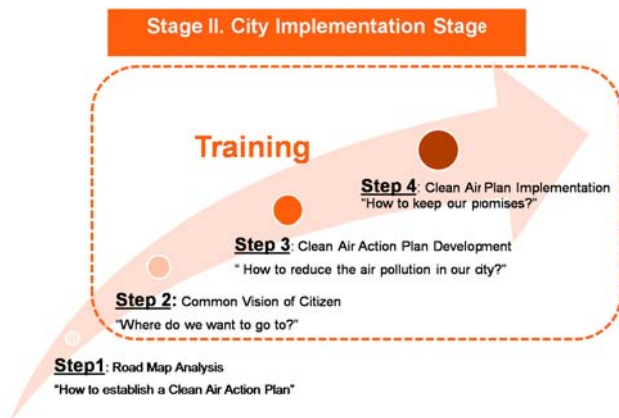 Stage II. City Implementation Stage
Training
Step 4: Clean Air Plan Implementation
"How to keep our promises?"
Step 3: Clean Air Action Plan Development
" How to reduce the air pollution in our city?"
Step 2: Common Vision of Citizen
"Where do we want to go to?"
Step1: Road Map Analysis
"How to establish a Clean Air Action Plan"